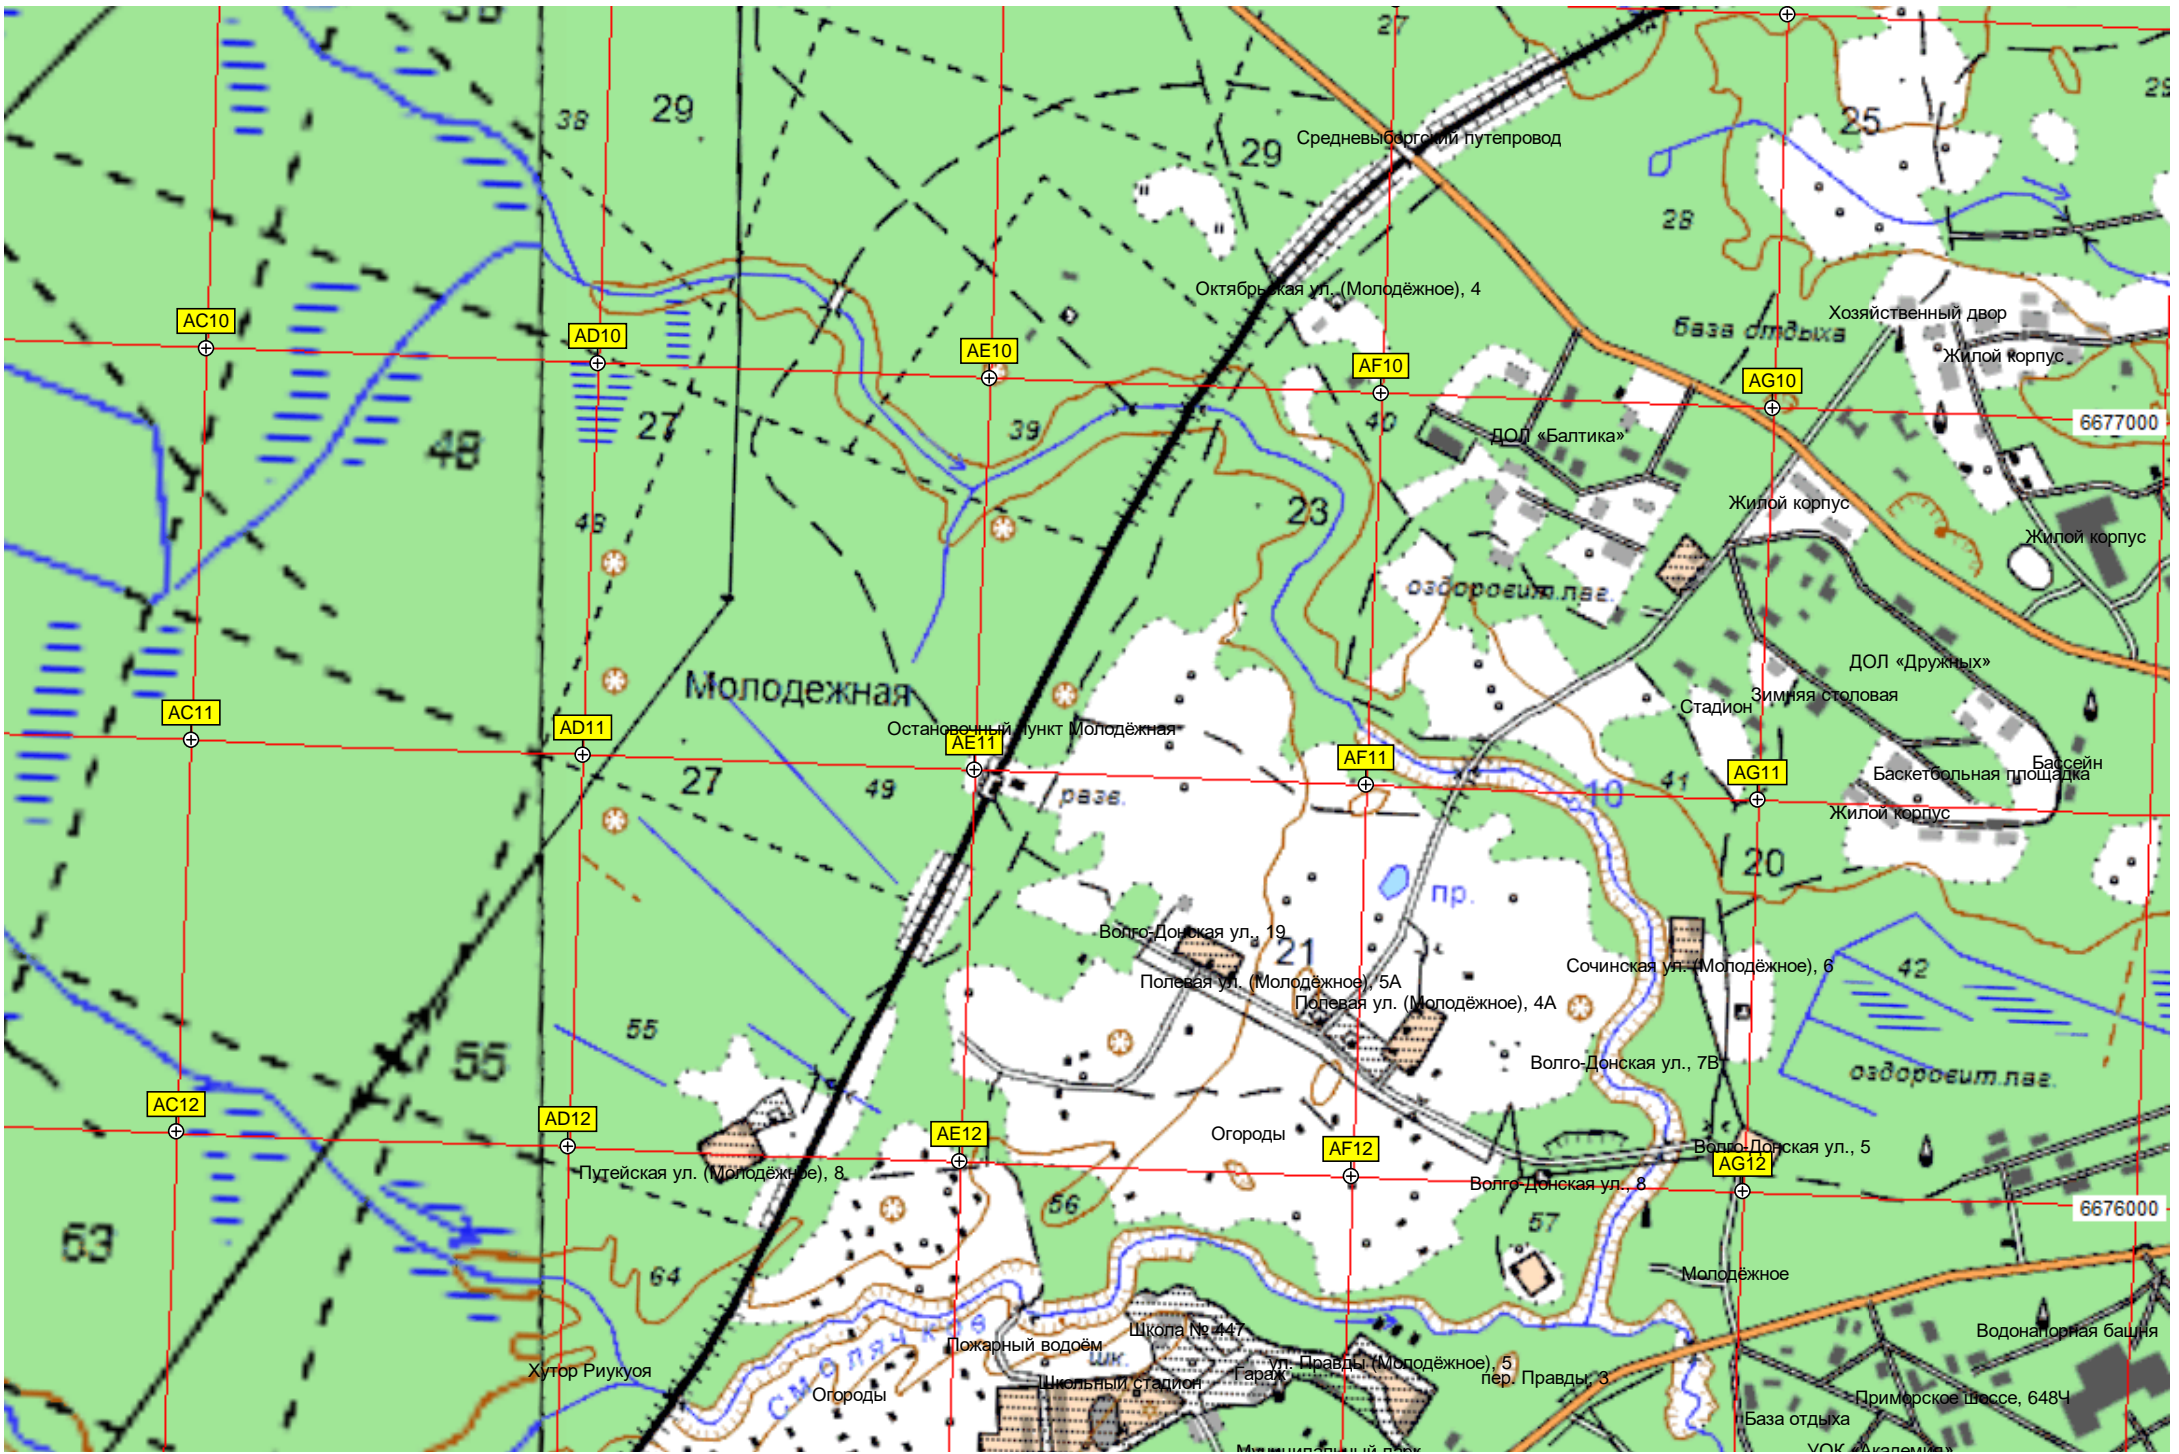 27
25
38
29
29
Средневыборгский путепровод
28
Октябрьская ул. (Молодёжное), 4
Хозяйственный двор
база отдыха
Жилой корпус
AC10
AD10
AE10
AF10
AG10
6677000
48
27
39
40
ДОЛ «Балтика»
23
Жилой корпус
48
Жилой корпус
оздоровит.лаг.
Молодежная
ДОЛ «Дружных»
Зимняя столовая
Стадион
AC11
AD11
Остановочный пункт Молодёжная
AE11
AF11
AG11
Бассейн
Баскетбольная площадка
27
49
разв.
10
41
Жилой корпус
20
пр.
Волго-Донская ул., 19
21
Сочинская ул. (Молодёжное), 6
42
Полевая ул. (Молодёжное), 5А
Полевая ул. (Молодёжное), 4А
55
55
Волго-Донская ул., 7В
оздоровит.лаг.
AC12
AD12
AE12
Огороды
AF12
Волго-Донская ул., 5
AG12
Путейская ул. (Молодёжное), 8
Волго-Донская ул., 8
56
57
6676000
63
64
Молодёжное
Смолячков
Школа № 447
Пожарный водоём
шк.
Водонапорная башня
Хутор Риукуоя
ул. Правды (Молодёжное), 5
Гараж
пер. Правды, 3
Школьный стадион
Огороды
Приморское шоссе, 648Ч
База отдыха
Муниципальный парк
УОК «Академия»